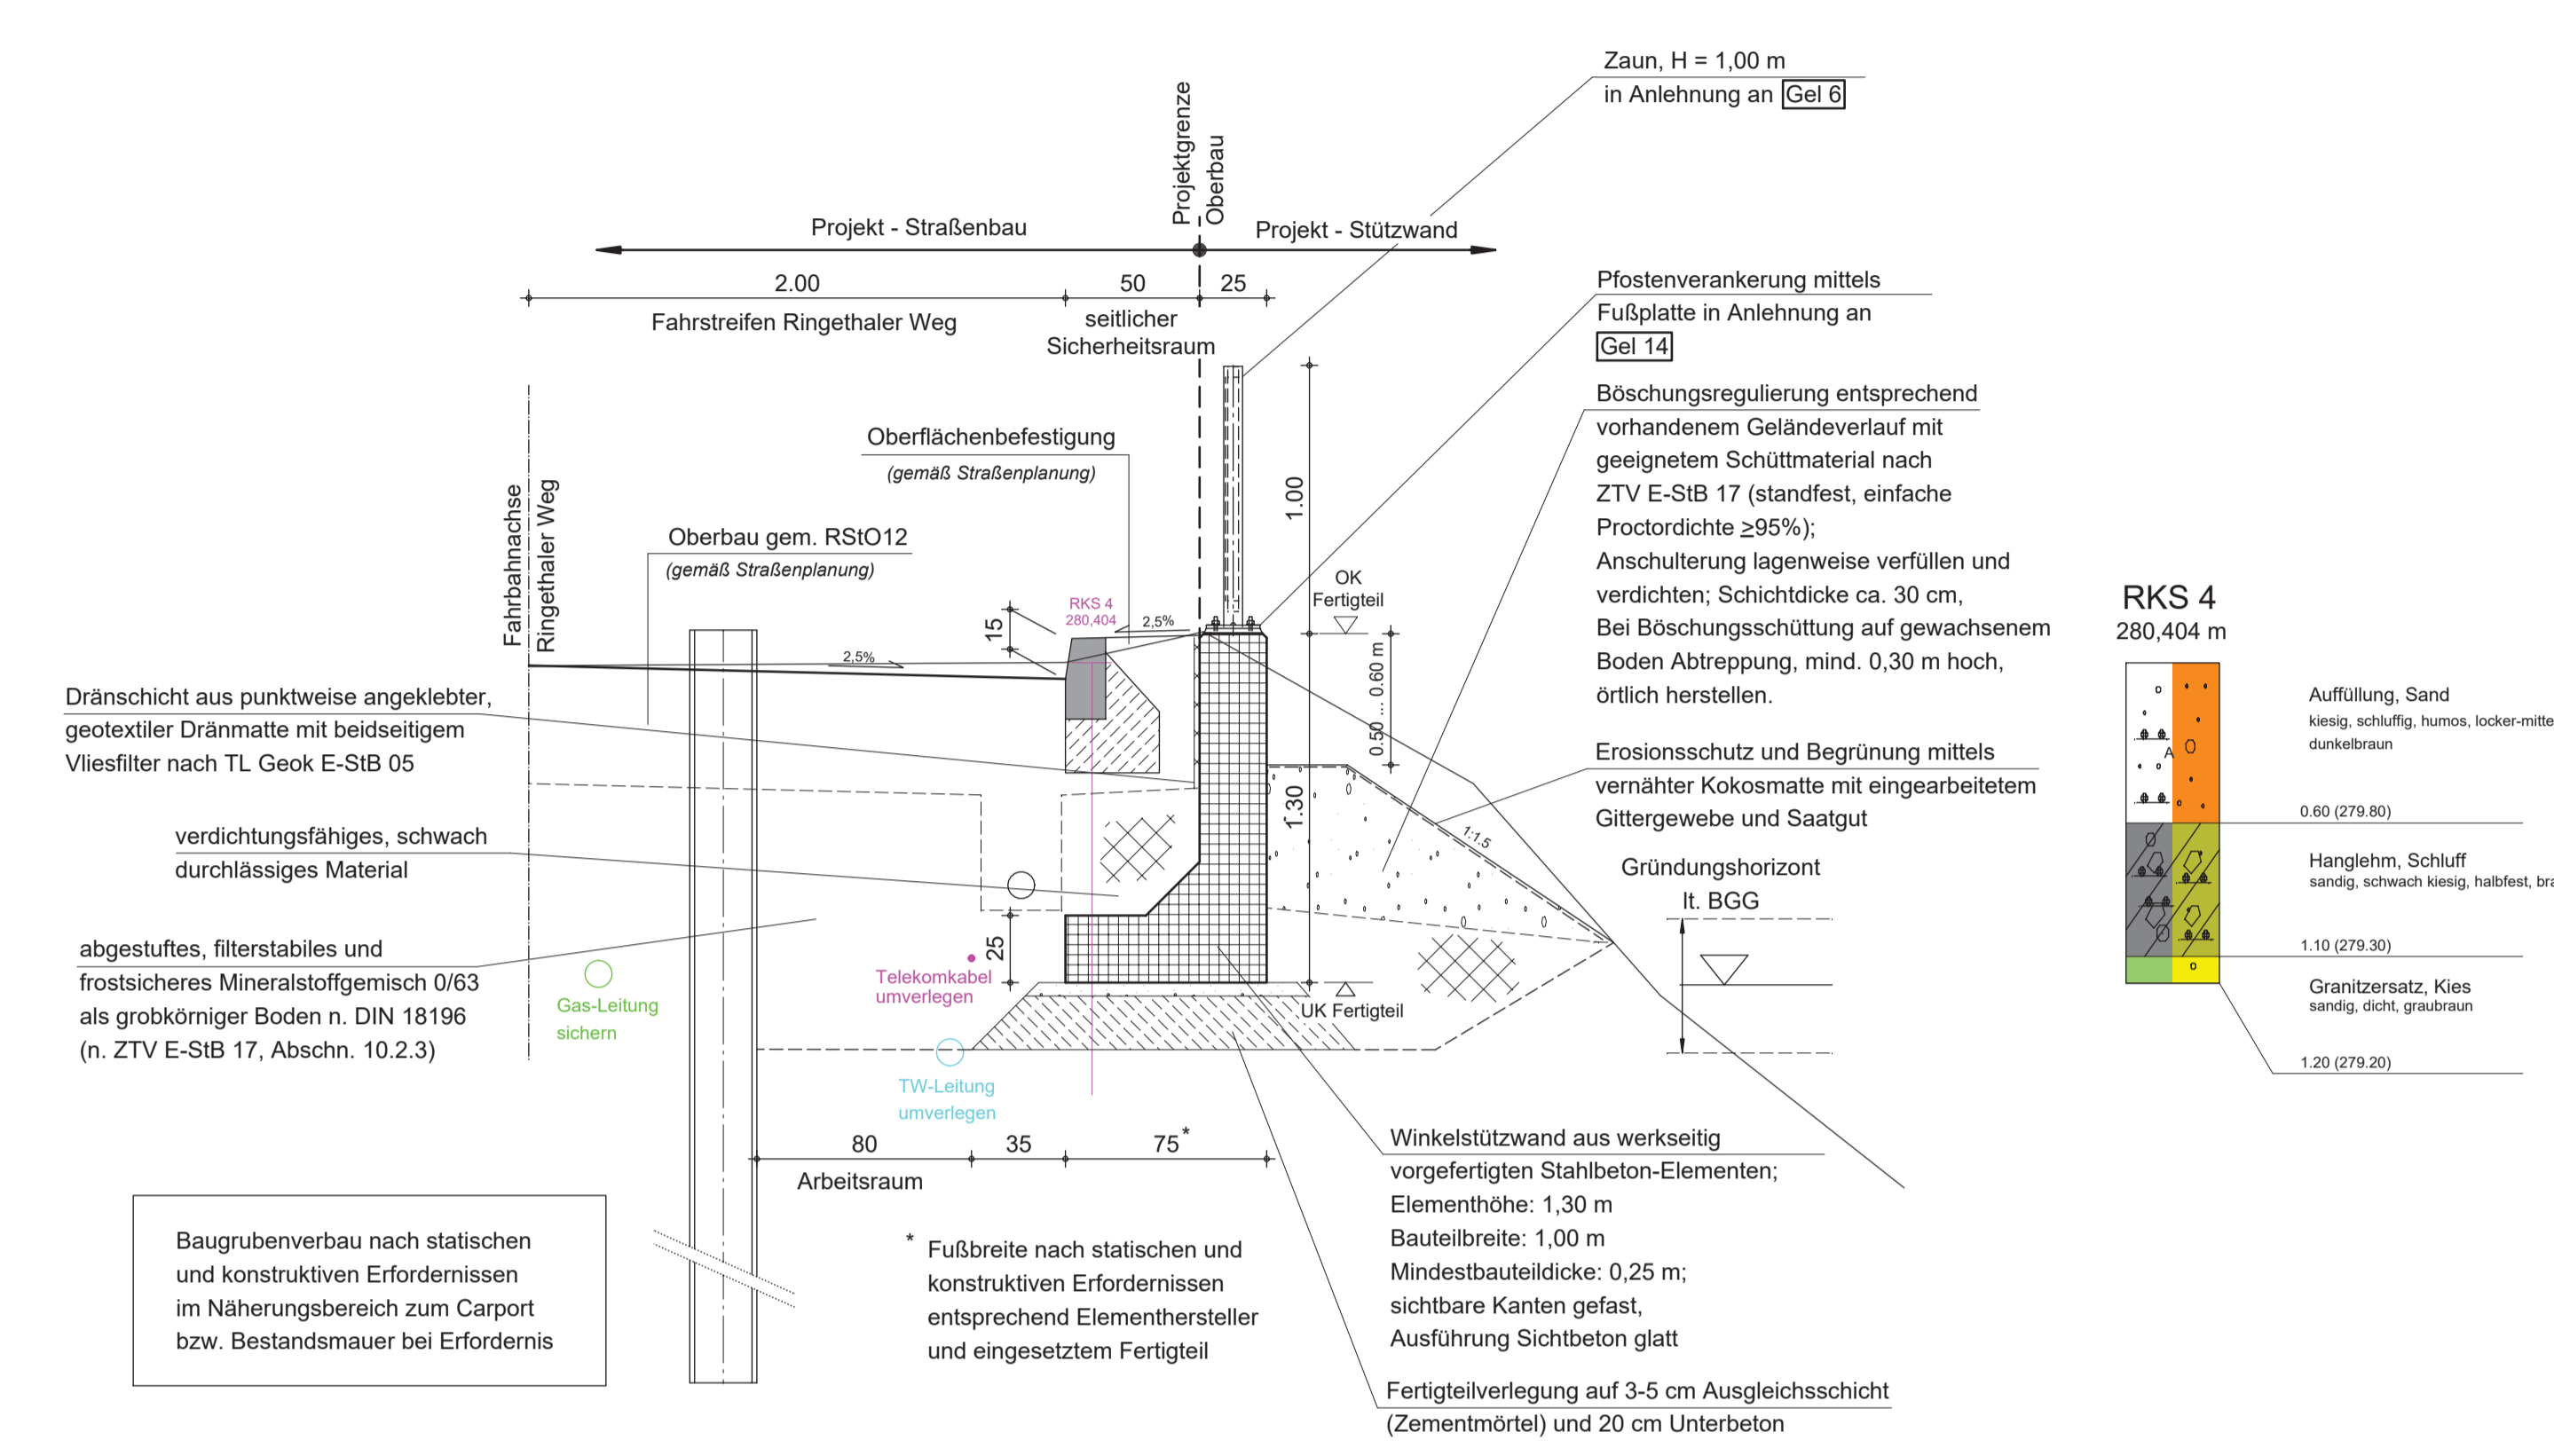 Zaun, H = 1,00 m
in Anlehnung an Gel 6
Projektgrenze
Oberbau
Projekt - Straßenbau
Projekt - Stützwand
2.00
50
25
Fahrstreifen Ringethaler Weg
seitlicher
Sicherheitsraum
Pfostenverankerung mittels
Fußplatte in Anlehnung an
Gel 14
Böschungsregulierung entsprechend
vorhandenem Geländeverlauf mit
geeignetem Schüttmaterial nach
ZTV E-StB 17 (standfest, einfache
Proctordichte ≥95%);
Anschulterung lagenweise verfüllen und
verdichten; Schichtdicke ca. 30 cm,
Bei Böschungsschüttung auf gewachsenem
Boden Abtreppung, mind. 0,30 m hoch,
örtlich herstellen.
Oberflächenbefestigung
(gemäß Straßenplanung)
Fahrbahnachse
Ringethaler Weg
Oberbau gem. RStO12
(gemäß Straßenplanung)
1.00
OK
Fertigteil
RKS 4
280,404
15
2,5%
2,5%
0.50 ... 0.60 m
1.30
1:1.5
Dränschicht aus punktweise angeklebter,
geotextiler Dränmatte mit beidseitigem
Vliesfilter nach TL Geok E-StB 05
verdichtungsfähiges, schwach
durchlässiges Material
abgestuftes, filterstabiles und
frostsicheres Mineralstoffgemisch 0/63
als grobkörniger Boden n. DIN 18196
(n. ZTV E-StB 17, Abschn. 10.2.3)
Erosionsschutz und Begrünung mittels
vernähter Kokosmatte mit eingearbeitetem
Gittergewebe und Saatgut
Gründungshorizont
lt. BGG
25
Gas-Leitung
sichern
Telekomkabel
umverlegen
UK Fertigteil
TW-Leitung
umverlegen
80
35
75*
Arbeitsraum
Baugrubenverbau nach statischen
und konstruktiven Erfordernissen
im Näherungsbereich zum Carport
bzw. Bestandsmauer bei Erfordernis
* Fußbreite nach statischen und
konstruktiven Erfordernissen
entsprechend Elementhersteller
und eingesetztem Fertigteil
Winkelstützwand aus werkseitig
vorgefertigten Stahlbeton-Elementen;
Elementhöhe: 1,30 m
Bauteilbreite: 1,00 m
Mindestbauteildicke: 0,25 m;
sichtbare Kanten gefast,
Ausführung Sichtbeton glatt
Fertigteilverlegung auf 3-5 cm Ausgleichsschicht
(Zementmörtel) und 20 cm Unterbeton
RKS 4
280,404 m
A
Auffüllung, Sand
kiesig, schluffig, humos, locker-mitte
dunkelbraun
0.60 (279.80)
Hanglehm, Schluff
sandig, schwach kiesig, halbfest, bra
1.10 (279.30)
Granitzersatz, Kies
sandig, dicht, graubraun
1.20 (279.20)